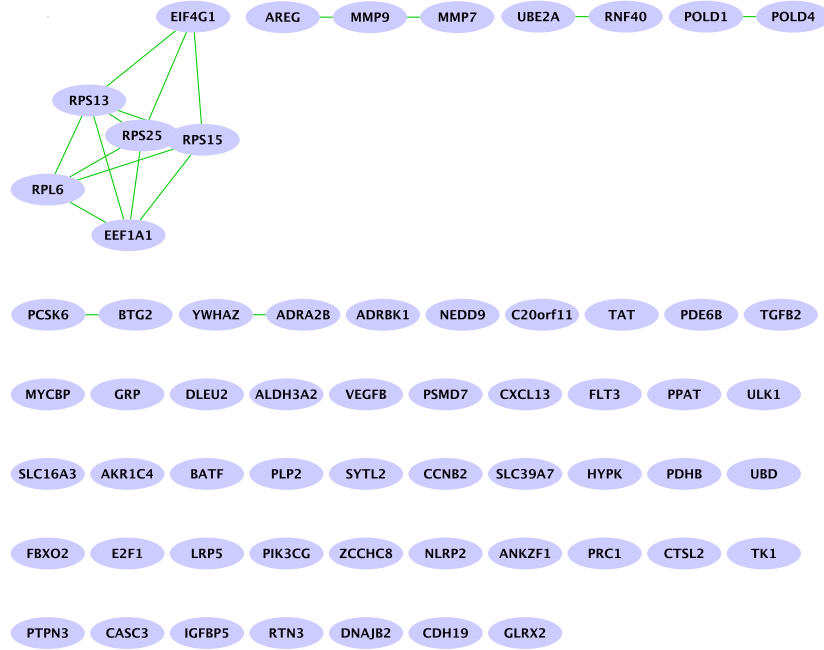 EIF4G1 AREG MMP9 MMP7 UBE2A RNF40 POLD1 POLD4
RPS13
RPS25 RPS15
RPL6
EEF1A1
PCSK6 BTG2 YWHAZ ADRA2B ADRBK1 NEDD9 C20orf11 TAT PDE6B TGFB2
MYCBP GRP DLEU2 ALDH3A2 VEGFB PSMD7 CXCL13 FLT3 PPAT ULK1
SLC16A3 AKR1C4 BATF PLP2 SYTL2 CCNB2 SLC39A7 HYPK PDHB UBD
FBXO2 E2F1 LRP5 PIK3CG ZCCHC8 NLRP2 ANKZF1 PRC1 CTSL2 TK1
PTPN3 CASC3 IGFBP5 RTN3 DNAJB2 CDH19 GLRX2